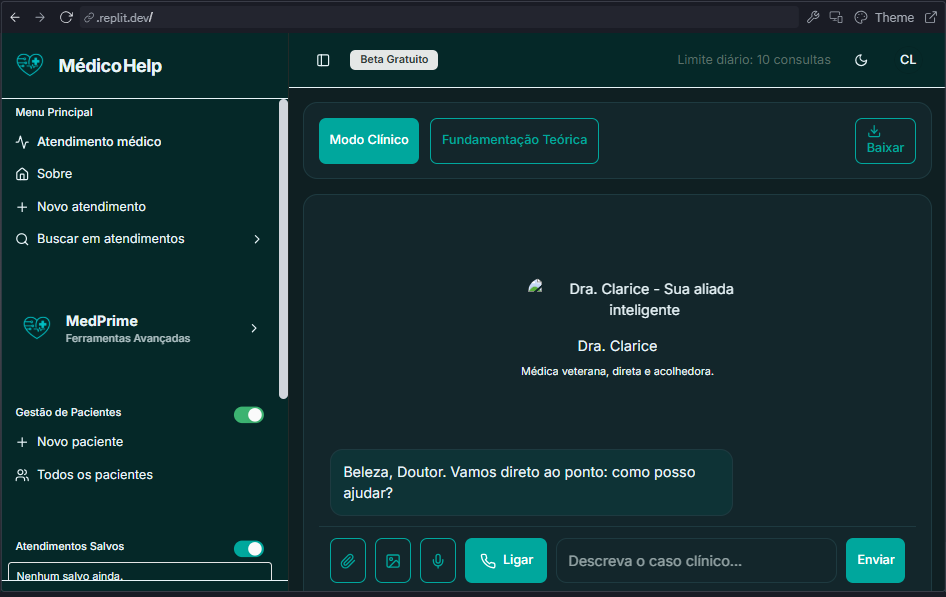 .replit.dev/
Theme
MédicoHelp
Menu Principal
Atendimento médico
Sobre
Novo atendimento
Buscar em atendimentos
MedPrime
Ferramentas Avançadas
Gestão de Pacientes
Novo paciente
Todos os pacientes
Atendimentos Salvos
Nenhum salvo ainda.
Beta Gratuito
Limite diário: 10 consultas
CL
Modo Clínico
Fundamentação Teórica
Baixar
Dra. Clarice - Sua aliada
inteligente
Dra. Clarice
Médica veterana, direta e acolhedora.
Beleza, Doutor. Vamos direto ao ponto: como posso
ajudar?
Ligar
Descreva o caso clínico...
Enviar